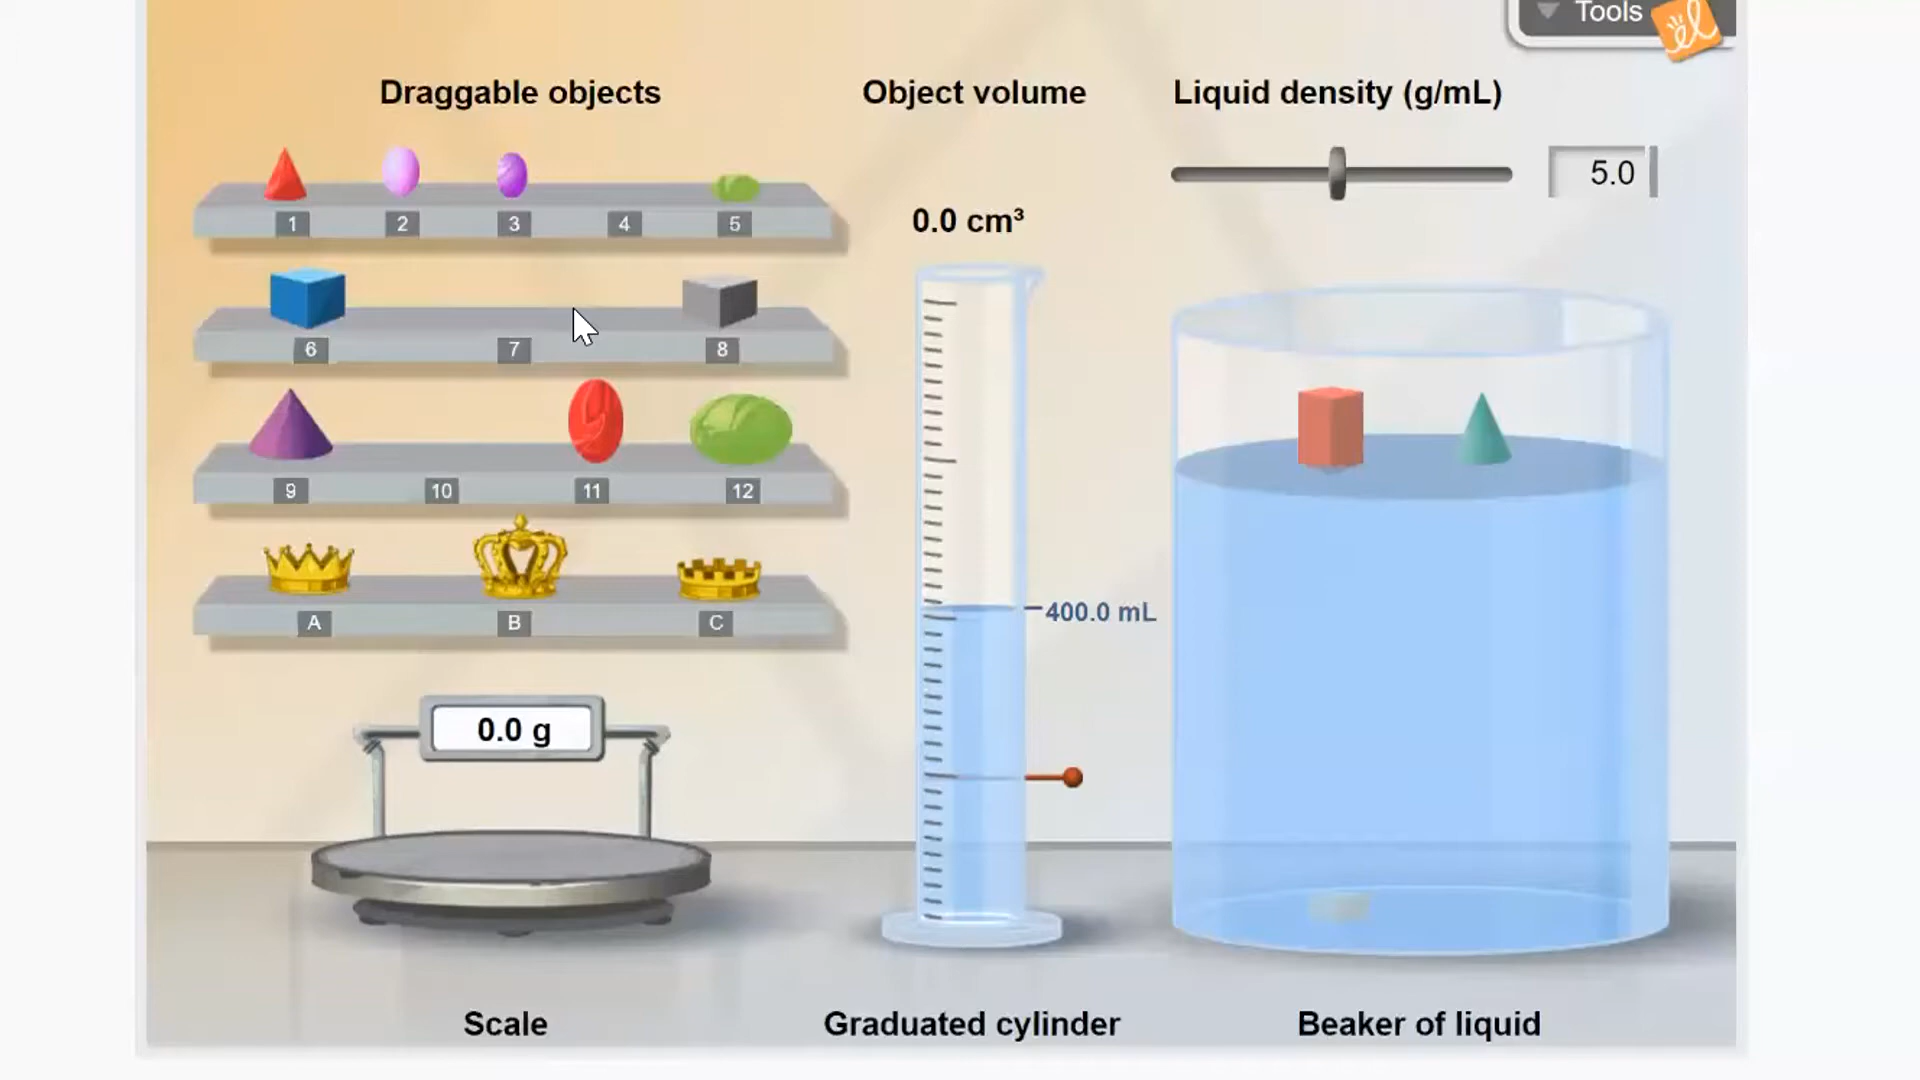 Tools
Draggable objects
Object volume
Liquid density (g/mL)
5.0
0.0 cm³
1 2 3 4 5
6 7 8
9 10 11 12
A B C
400.0 mL
0.0 g
Scale
Graduated cylinder
Beaker of liquid